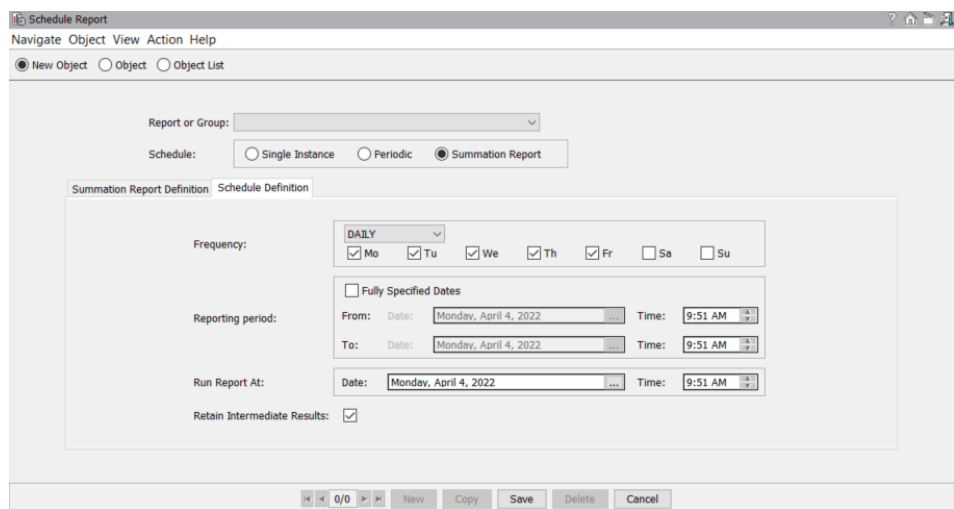 Schedule Report
Navigate Object View Action Help
New Object Object Object List
Report or Group:
Schedule: Single Instance Periodic Summation Report
Summation Report Definition Schedule Definition
Frequency: DAILY
Mo Tu We Th Fr Sa Su
Fully Specified Dates
Reporting period: From: Date: Monday, April 4, 2022 ... Time: 9:51 AM
To: Date: Monday, April 4, 2022 ... Time: 9:51 AM
Run Report At: Date: Monday, April 4, 2022 ... Time: 9:51 AM
Retain Intermediate Results:
0/0 New Copy Save Delete Cancel